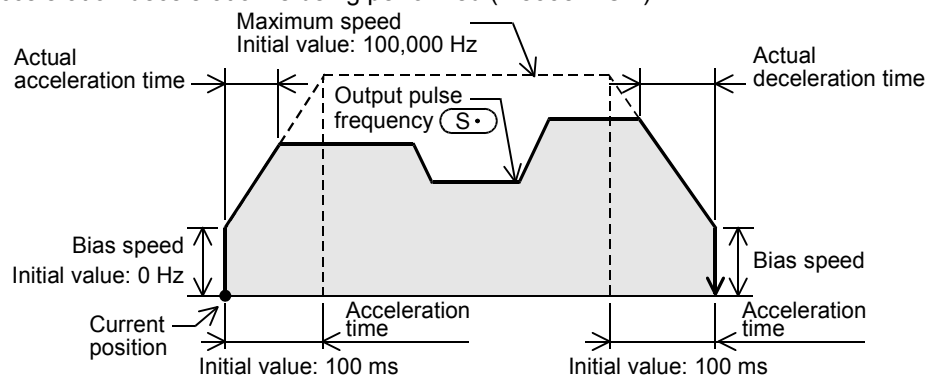 Maximum speed
Initial value: 100,000 Hz
Actual
acceleration time
Actual
deceleration time
Output pulse
frequency S•
Bias speed
Initial value: 0 Hz
Bias speed
Current
position
Acceleration
time
Initial value: 100 ms
Acceleration
time
Initial value: 100 ms